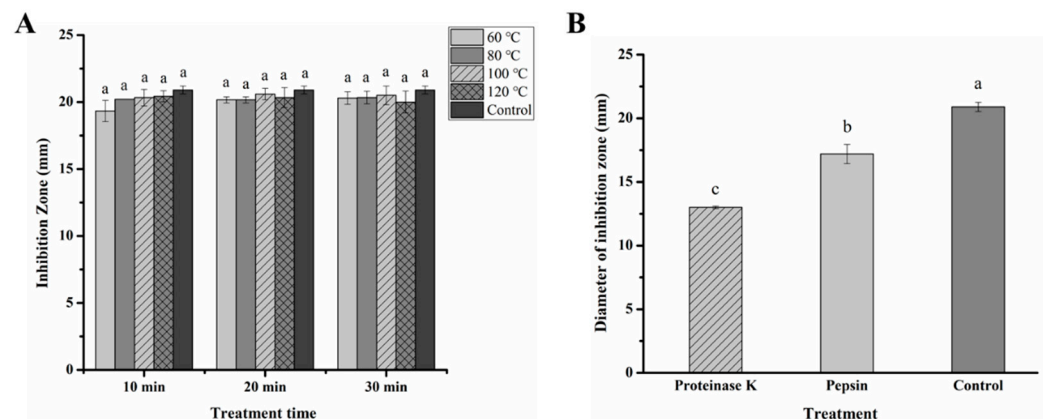 A
Inhibition Zone (mm)
25
20
15
10
5
0
a a a a a
a a a a a
a a a a a
60 ℃
80 ℃
100 ℃
120 ℃
Control
10 min 20 min 30 min
Treatment time
B
Diameter of inhibition zone (mm)
25
20
15
10
5
0
c
b
a
Proteinase K Pepsin Control
Treatment